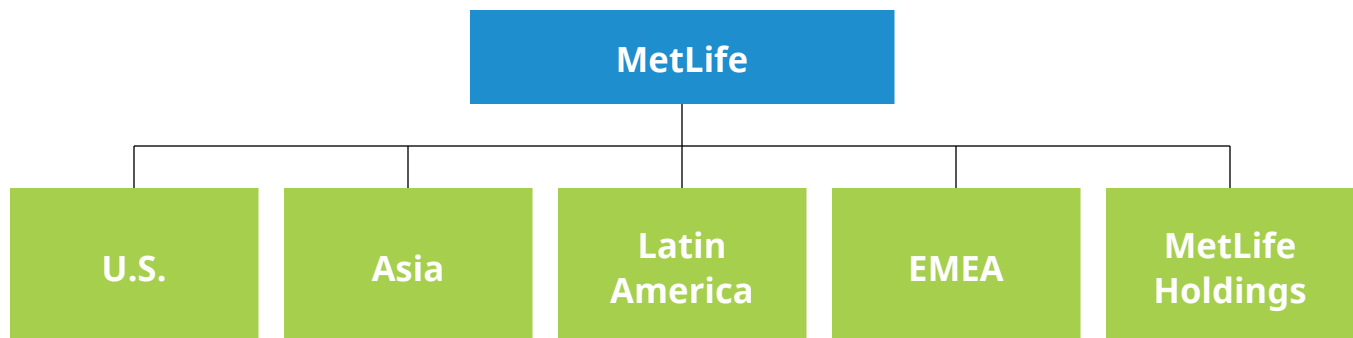 MetLife
U.S.
Asia
Latin
America
EMEA
MetLife
Holdings